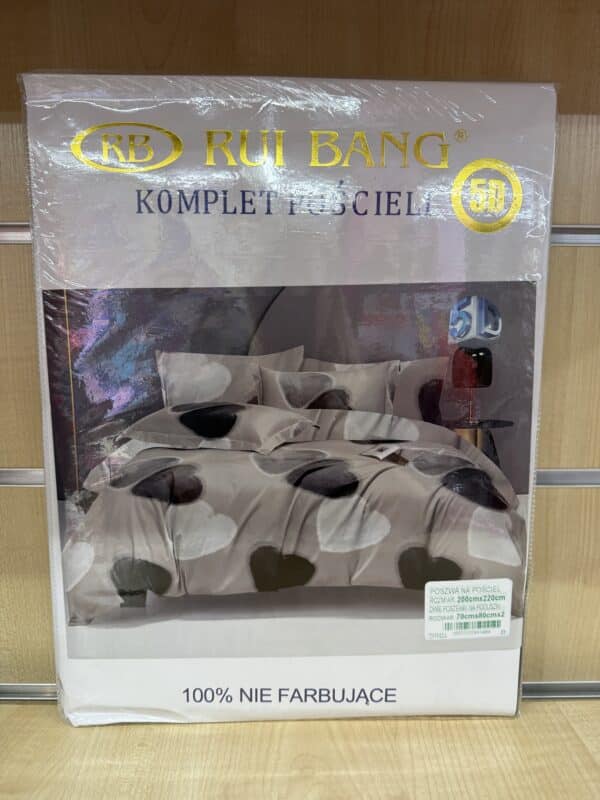 RB RUI BANG®
KOMPLET POŚCIELI
5D
5D
POSZWA NA POŚCIEL
ROZMIAR: 200cmx220cm
DWIE POSZEWKI NA PODUSZKI
ROZMIAR: 70cmx80cmx2
100% NIE FARBUJĄCE